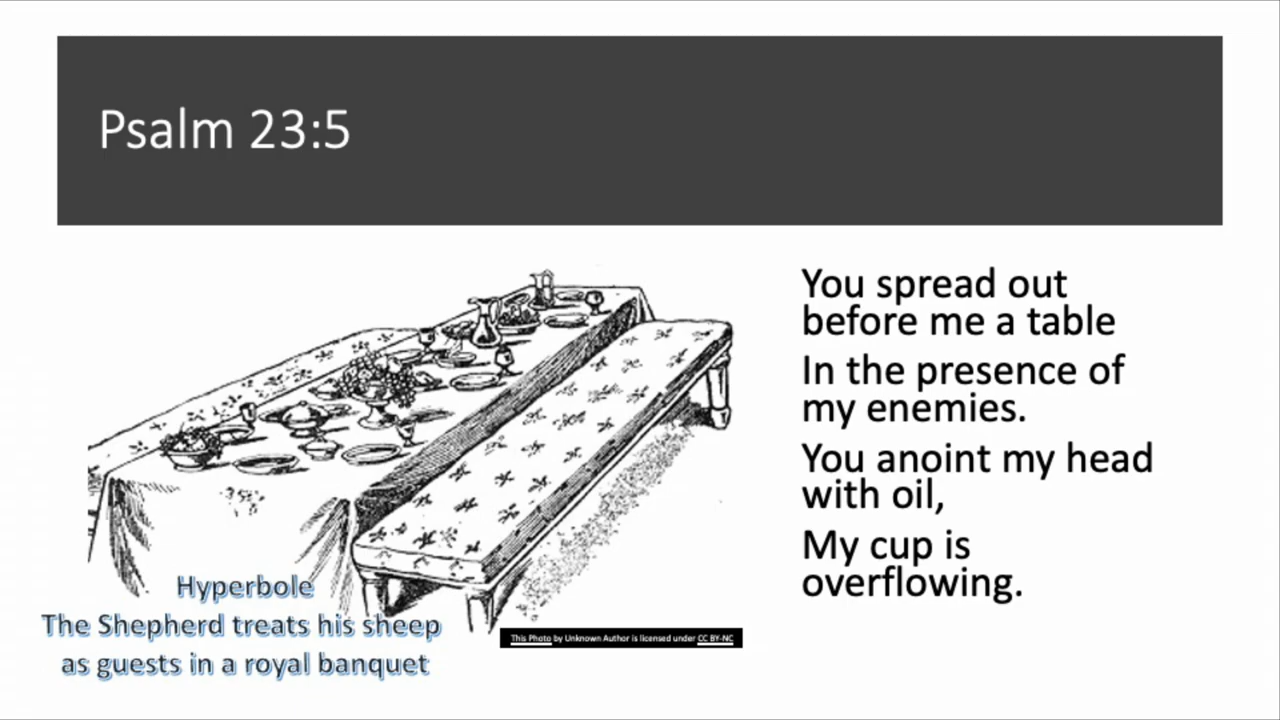 Psalm 23:5
You spread out
before me a table
In the presence of
my enemies.
You anoint my head
with oil,
My cup is
overflowing.
Hyperbole
The Shepherd treats his sheep
as guests in a royal banquet
This Photo by Unknown Author is licensed under CC BY-NC